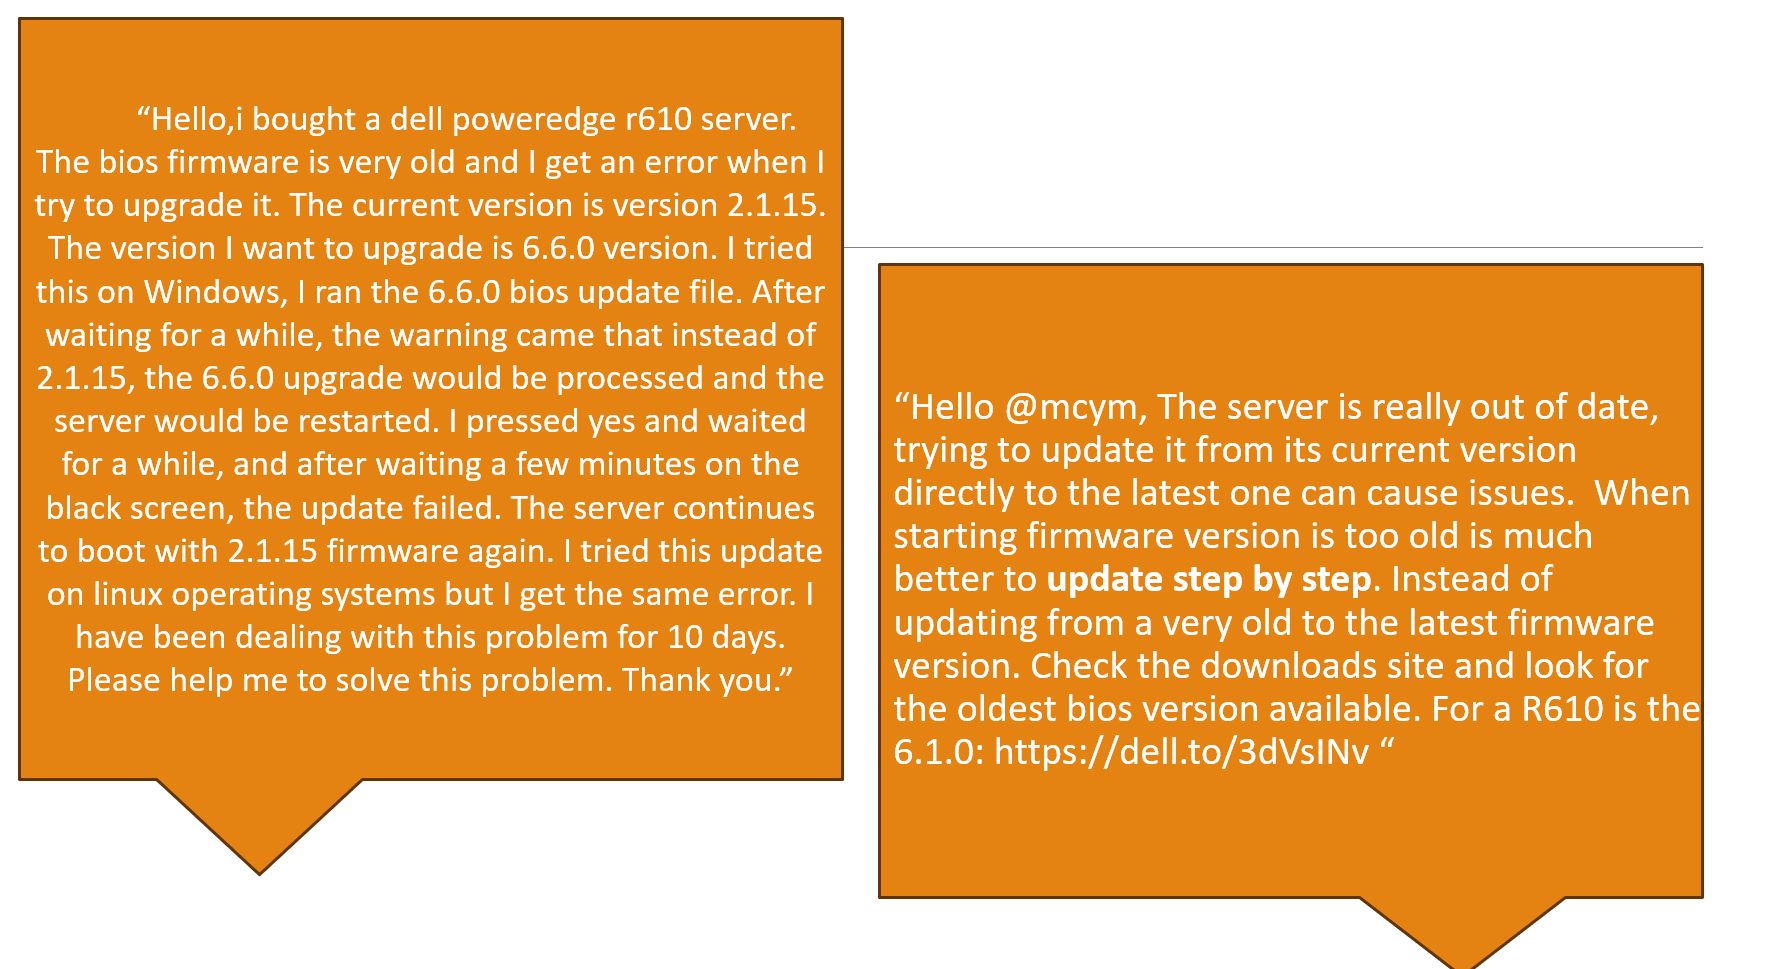 “Hello,i bought a dell poweredge r610 server.
The bios firmware is very old and I get an error when I
try to upgrade it. The current version is version 2.1.15.
The version I want to upgrade is 6.6.0 version. I tried
this on Windows, I ran the 6.6.0 bios update file. After
waiting for a while, the warning came that instead of
2.1.15, the 6.6.0 upgrade would be processed and the
server would be restarted. I pressed yes and waited
for a while, and after waiting a few minutes on the
black screen, the update failed. The server continues
to boot with 2.1.15 firmware again. I tried this update
on linux operating systems but I get the same error. I
have been dealing with this problem for 10 days.
Please help me to solve this problem. Thank you.”
“Hello @mcym, The server is really out of date,
trying to update it from its current version
directly to the latest one can cause issues.  When
starting firmware version is too old is much
better to update step by step. Instead of
updating from a very old to the latest firmware
version. Check the downloads site and look for
the oldest bios version available. For a R610 is the
6.1.0: https://dell.to/3dVsINv “